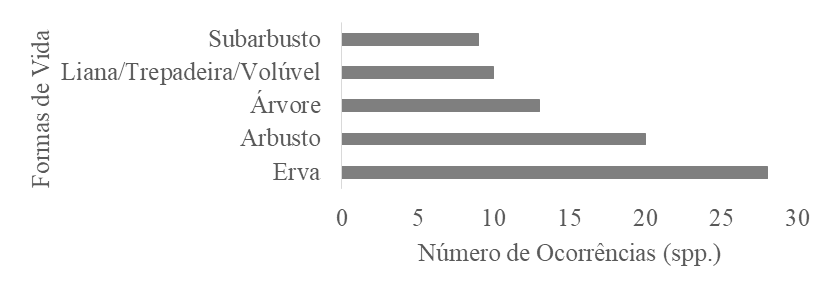 Formas de Vida
Subarbusto
Liana/Trepadeira/Volúvel
Árvore
Arbusto
Erva
0 5 10 15 20 25 30
Número de Ocorrências (spp.)